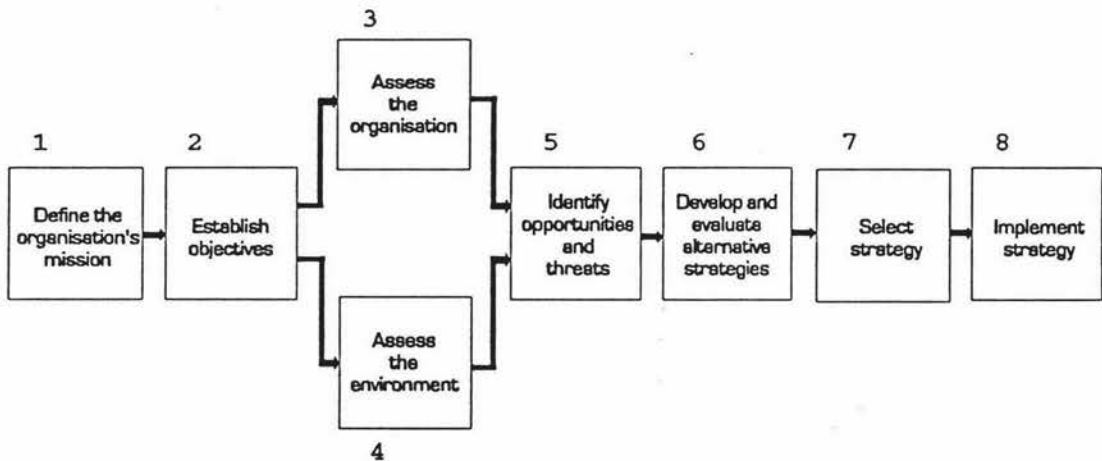 1
Define the
organisation's
mission
2
Establish
objectives
3
Assess
the
organisation
4
Assess
the
environment
5
Identify
opportunities
and
threats
6
Develop and
evaluate
alternative
strategies
7
Select
strategy
8
Implement
strategy